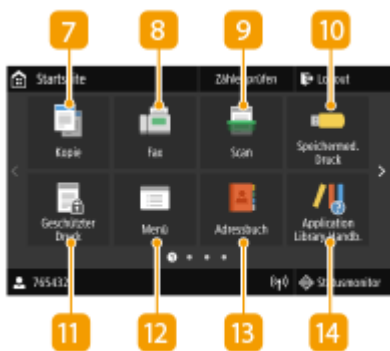 7 8 9 10
Startseite Zähler prüfen Logout
Kopie Fax Scan Speichermed.
Druck
Geschützter
Druck Menü Adressbuch Application
Library-Handb.
765432 Statusmonitor
11 12 13 14